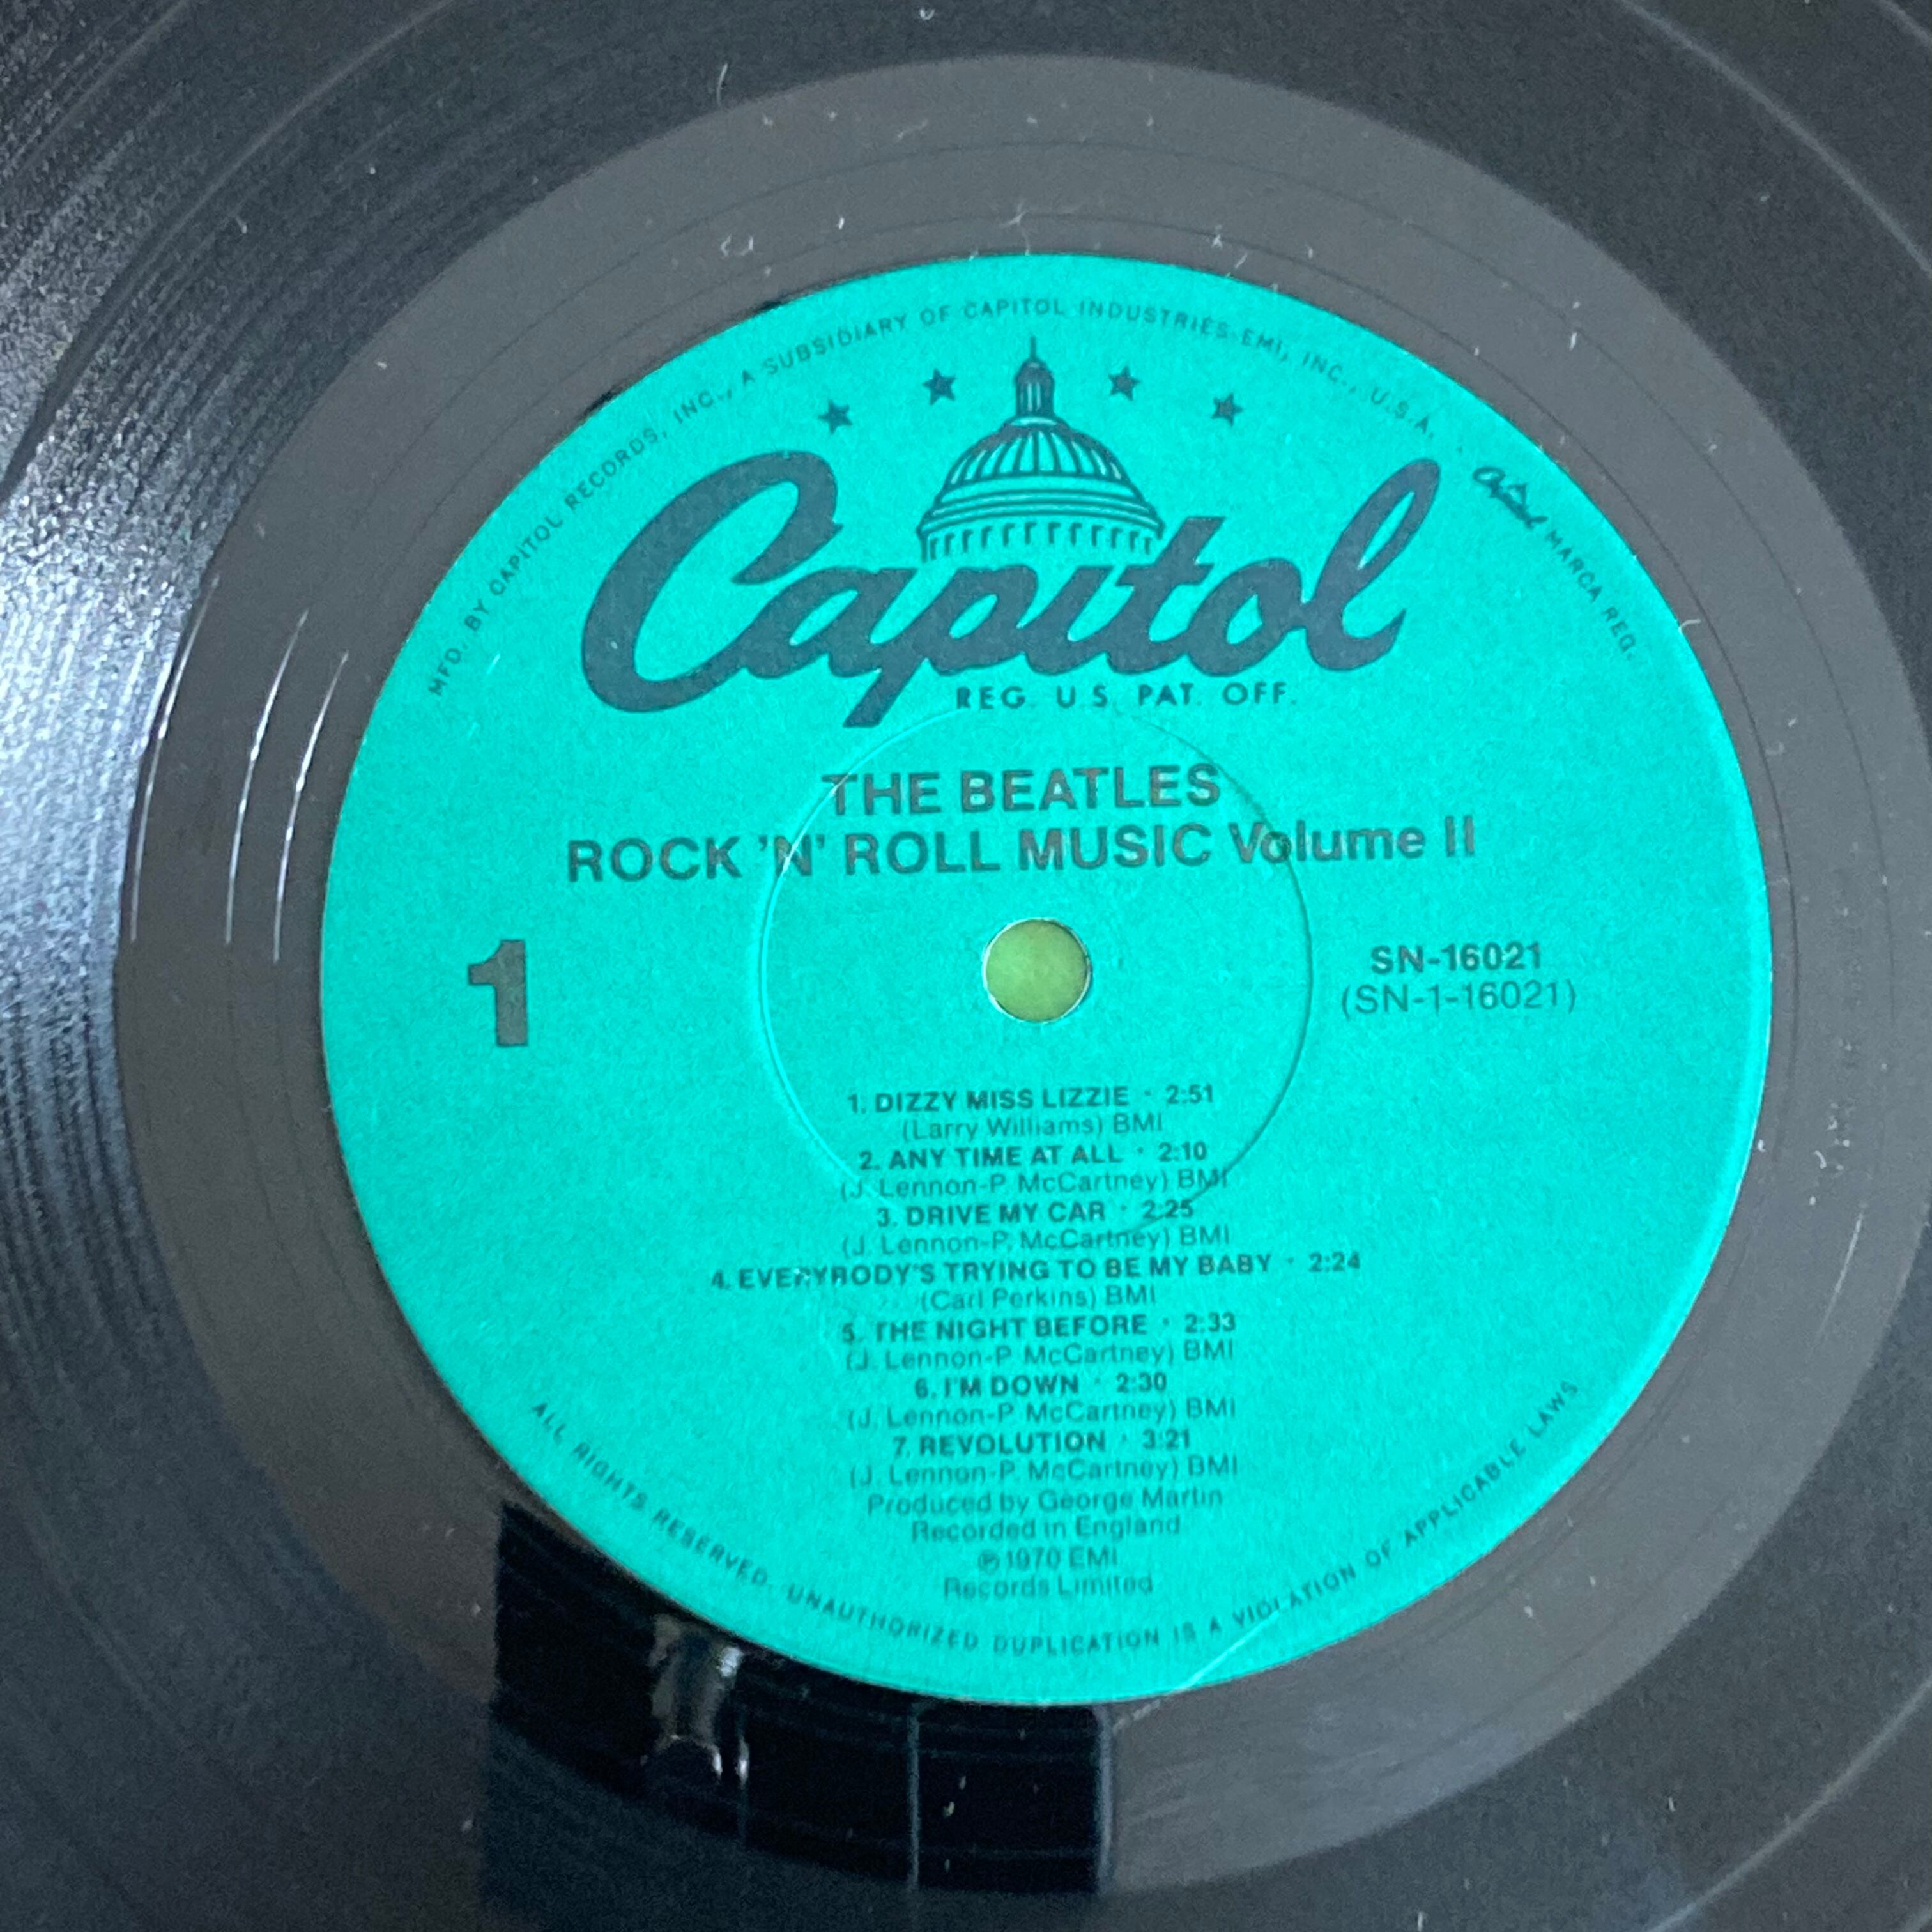 MFD. BY CAPITOL RECORDS, INC., A SUBSIDIARY OF CAPITOL INDUSTRIES-EMI, INC., U.S.A.
Capitol MARCA REG.
Capitol
REG. U.S. PAT. OFF.
THE BEATLES
ROCK 'N' ROLL MUSIC Volume II
1
SN-16021
(SN-1-16021)
1. DIZZY MISS LIZZIE · 2:51
(Larry Williams) BMI
2. ANY TIME AT ALL · 2:10
(J. Lennon-P. McCartney) BMI
3. DRIVE MY CAR · 2:25
(J. Lennon-P. McCartney) BMI
4. EVERYBODY'S TRYING TO BE MY BABY · 2:24
(Carl Perkins) BMI
5. THE NIGHT BEFORE · 2:33
(J. Lennon-P. McCartney) BMI
6. I'M DOWN · 2:30
(J. Lennon-P. McCartney) BMI
7. REVOLUTION · 3:21
(J. Lennon-P. McCartney) BMI
Produced by George Martin
Recorded in England
℗ 1970 EMI
Records Limited
ALL RIGHTS RESERVED. UNAUTHORIZED DUPLICATION IS A VIOLATION OF APPLICABLE LAWS